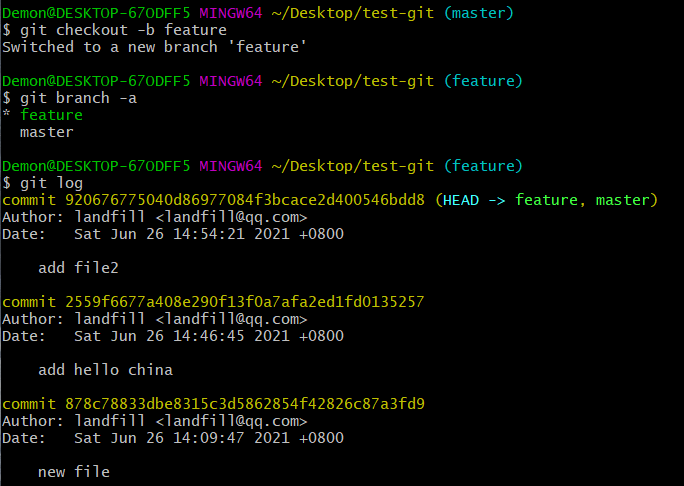 Demon@DESKTOP-67ODFF5 MINGW64 ~/Desktop/test-git (master)
$ git checkout -b feature
Switched to a new branch 'feature'
Demon@DESKTOP-67ODFF5 MINGW64 ~/Desktop/test-git (feature)
$ git branch -a
* feature
  master
Demon@DESKTOP-67ODFF5 MINGW64 ~/Desktop/test-git (feature)
$ git log
commit 920676775040d86977084f3bcace2d400546bdd8 (HEAD -> feature, master)
Author: landfill <landfill@qq.com>
Date:   Sat Jun 26 14:54:21 2021 +0800
    add file2
commit 2559f6677a408e290f13f0a7afa2ed1fd0135257
Author: landfill <landfill@qq.com>
Date:   Sat Jun 26 14:46:45 2021 +0800
    add hello china
commit 878c78833dbe8315c3d5862854f42826c87a3fd9
Author: landfill <landfill@qq.com>
Date:   Sat Jun 26 14:09:47 2021 +0800
    new file